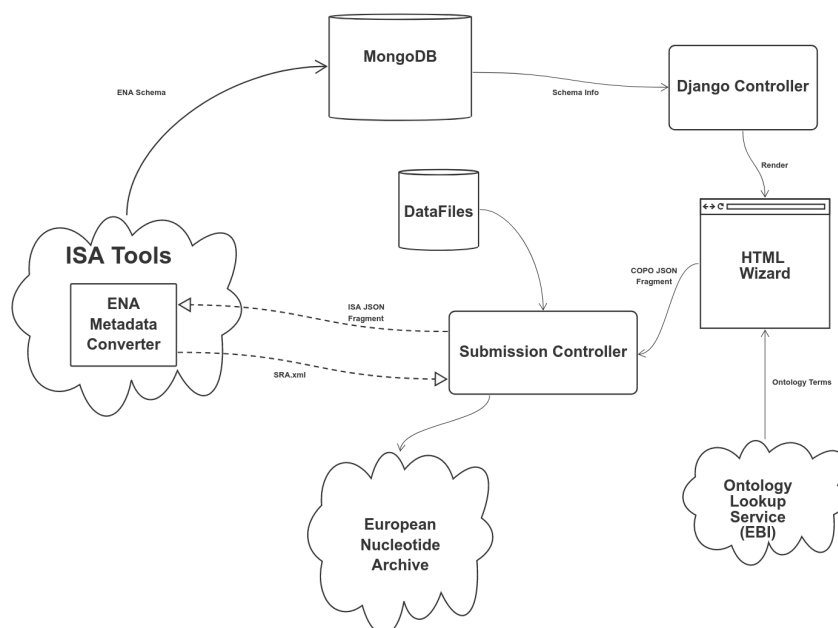 MongoDB
ENA Schema
Schema Info
Django Controller
Render
DataFiles
ISA Tools
ENA
Metadata
Converter
ISA JSON
Fragment
SRA.xml
Submission Controller
COPO JSON
Fragment
HTML
Wizard
Ontology Terms
European
Nucleotide
Archive
Ontology
Lookup
Service
(EBI)